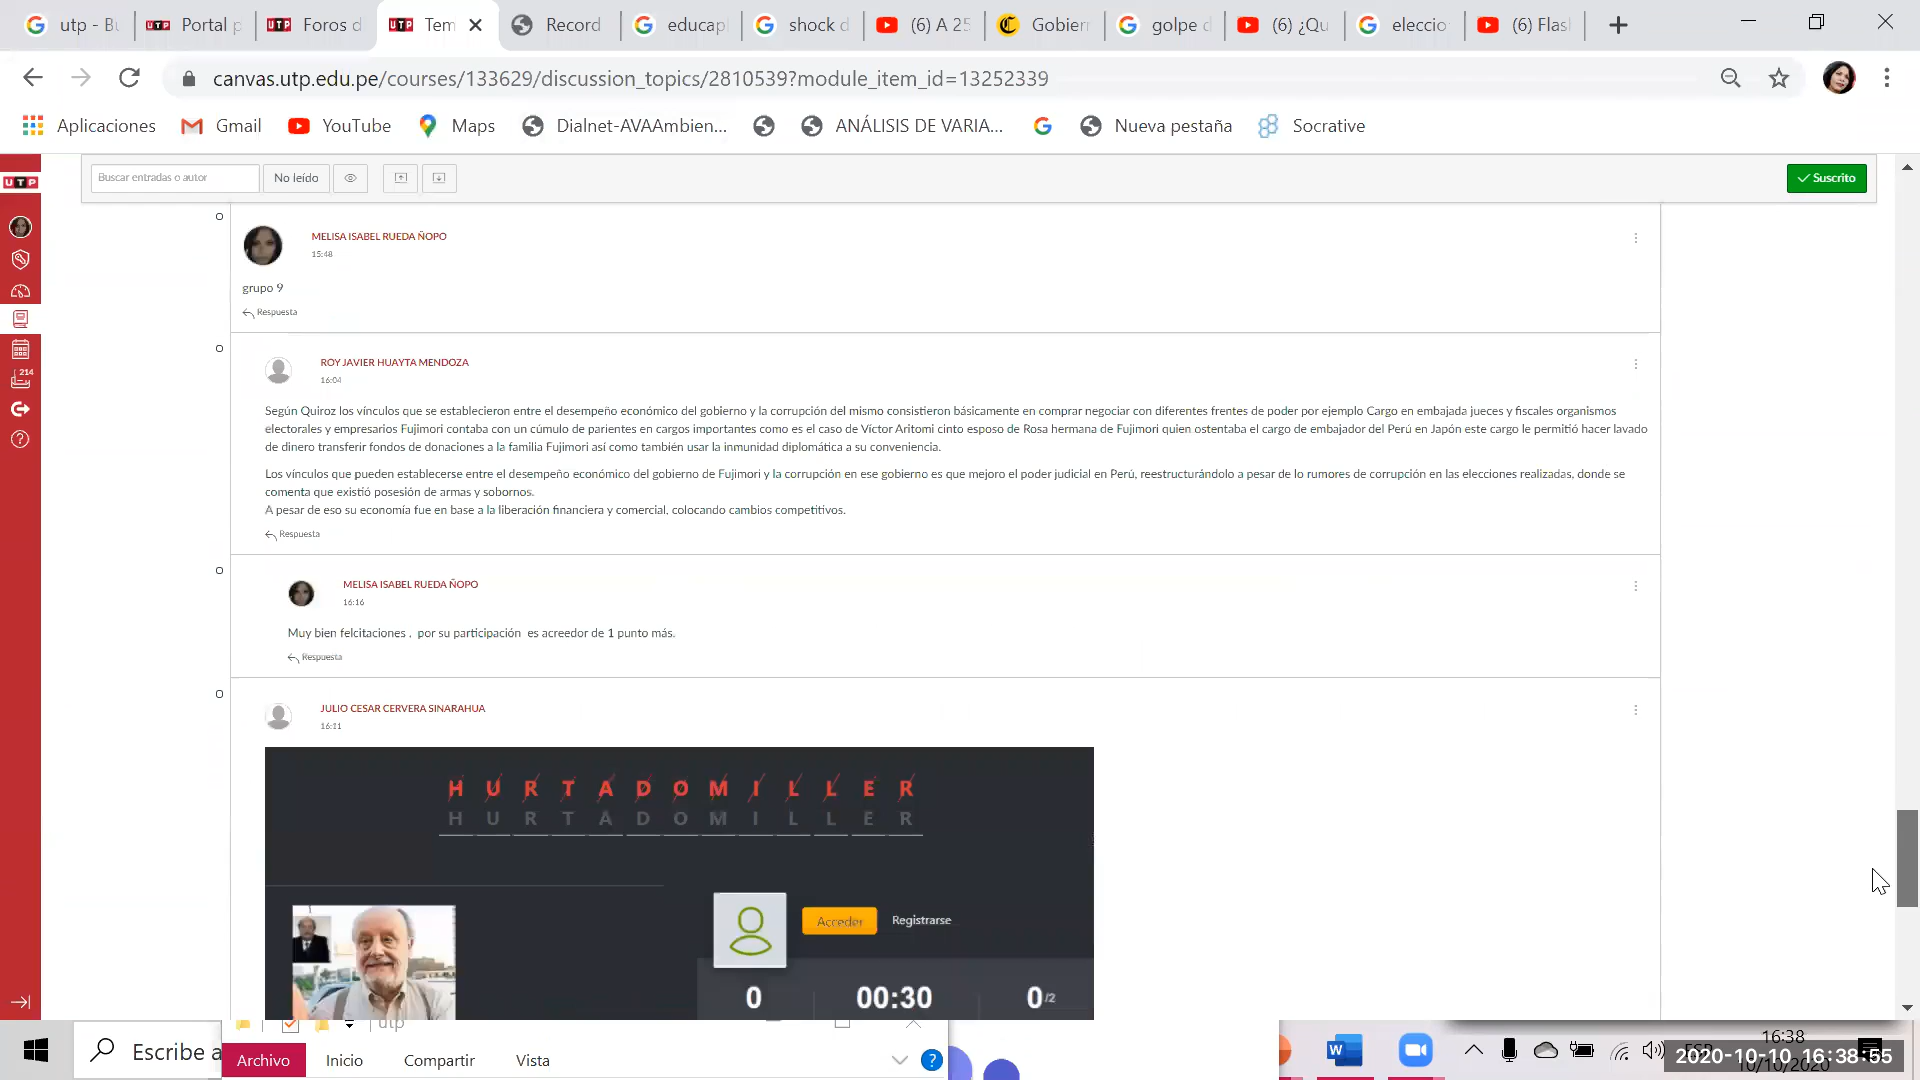 utp - Bu
Portal p
Foros d
Tem
Record
educap
shock d
(6) A 25
Gobiern
golpe d
(6) ¿Qu
eleccio
(6) Flas
canvas.utp.edu.pe/courses/133629/discussion_topics/2810539?module_item_id=13252339
Aplicaciones
Gmail
YouTube
Maps
Dialnet-AVAAmbien...
ANÁLISIS DE VARIA...
Nueva pestaña
Socrative
UTP
Buscar entradas o autor
No leído
Suscrito
MELISA ISABEL RUEDA ÑOPO
15:48
grupo 9
Respuesta
ROY JAVIER HUAYTA MENDOZA
16:04
Según Quiroz los vínculos que se establecieron entre el desempeño económico del gobierno y la corrupción del mismo consistieron básicamente en comprar negociar con diferentes frentes de poder por ejemplo Cargo en embajada jueces y fiscales organismos
electorales y empresarios Fujimori contaba con un cúmulo de parientes en cargos importantes como es el caso de Víctor Aritomi cinto esposo de Rosa hermana de Fujimori quien ostentaba el cargo de embajador del Perú en Japón este cargo le permitió hacer lavado
de dinero transferir fondos de donaciones a la familia Fujimori así como también usar la inmunidad diplomática a su conveniencia.
Los vínculos que pueden establecerse entre el desempeño económico del gobierno de Fujimori y la corrupción en ese gobierno es que mejoro el poder judicial en Perú, reestructurándolo a pesar de lo rumores de corrupción en las elecciones realizadas, donde se
comenta que existió posesión de armas y sobornos.
A pesar de eso su economía fue en base a la liberación financiera y comercial, colocando cambios competitivos.
Respuesta
MELISA ISABEL RUEDA ÑOPO
16:16
Muy bien felcitaciones , por su participación es acreedor de 1 punto más.
Respuesta
JULIO CESAR CERVERA SINARAHUA
16:11
H U R T A D O M I L L E R
H U R T A D O M I L L E R
Acceder
Registrarse
0
00:30
0/2
214
utp
Escribe a
Archivo
Inicio
Compartir
Vista
16:38
ESP
10/10/2020
2020-10-10 16:38:55